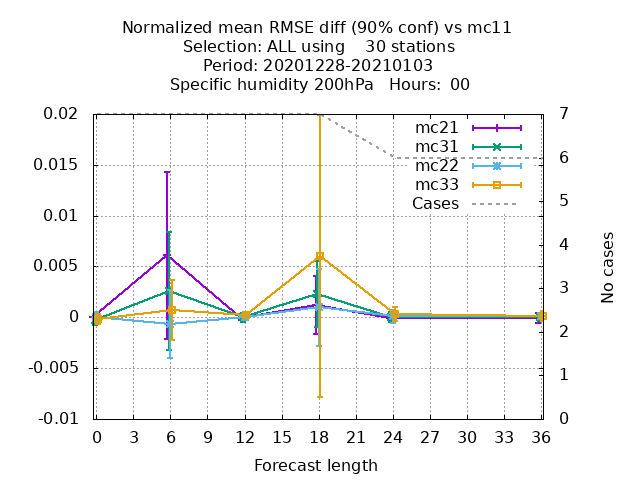 Normalized mean RMSE diff (90% conf) vs mc11
Selection: ALL using 30 stations
Period: 20201228-20210103
Specific humidity 200hPa Hours: 00
0.02
0.015
0.01
0.005
0
-0.005
-0.01
7
6
5
4
3
2
1
0
mc21
mc31
mc22
mc33
Cases
No cases
0 3 6 9 12 15 18 21 24 27 30 33 36
Forecast length